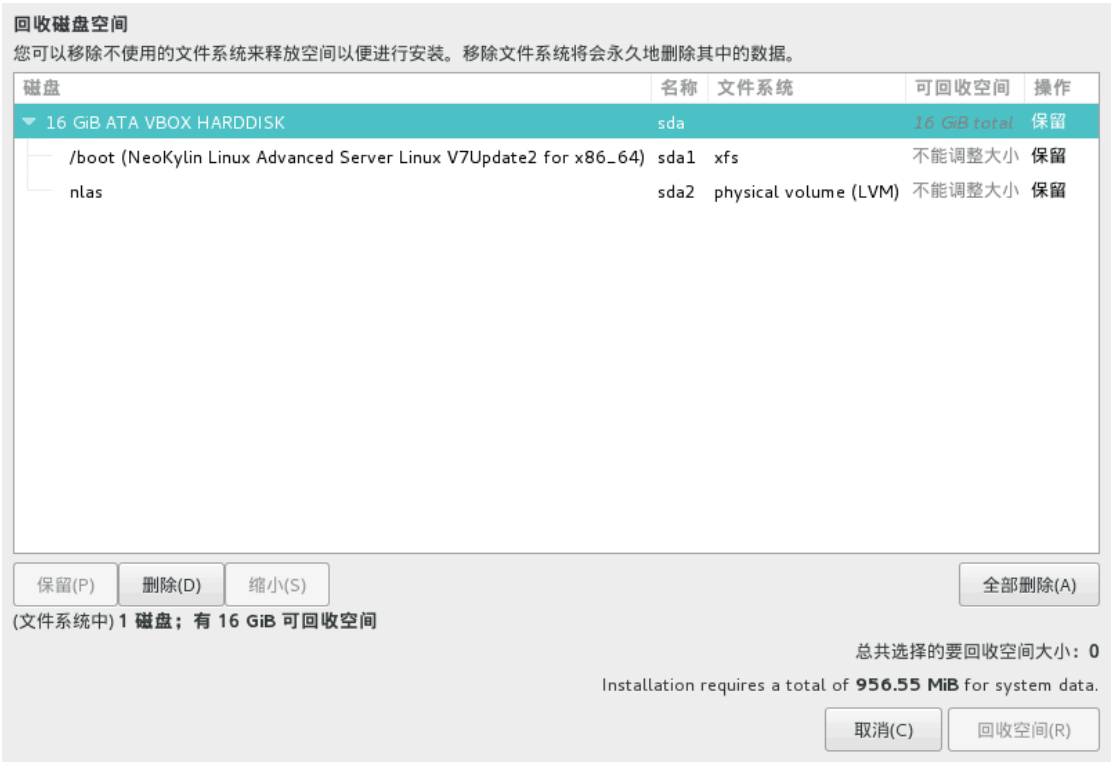 回收磁盘空间
您可以移除不使用的文件系统来释放空间以便进行安装。移除文件系统将会永久地删除其中的数据。
磁盘 名称 文件系统 可回收空间 操作
16 GiB ATA VBOX HARDDISK sda 16 GiB total 保留
/boot (NeoKylin Linux Advanced Server Linux V7Update2 for x86_64) sda1 xfs 不能调整大小 保留
nlas sda2 physical volume (LVM) 不能调整大小 保留
保留(P) 删除(D) 缩小(S) 全部删除(A)
(文件系统中) 1 磁盘；有 16 GiB 可回收空间
总共选择的要回收空间大小：0
Installation requires a total of 956.55 MiB for system data.
取消(C) 回收空间(R)